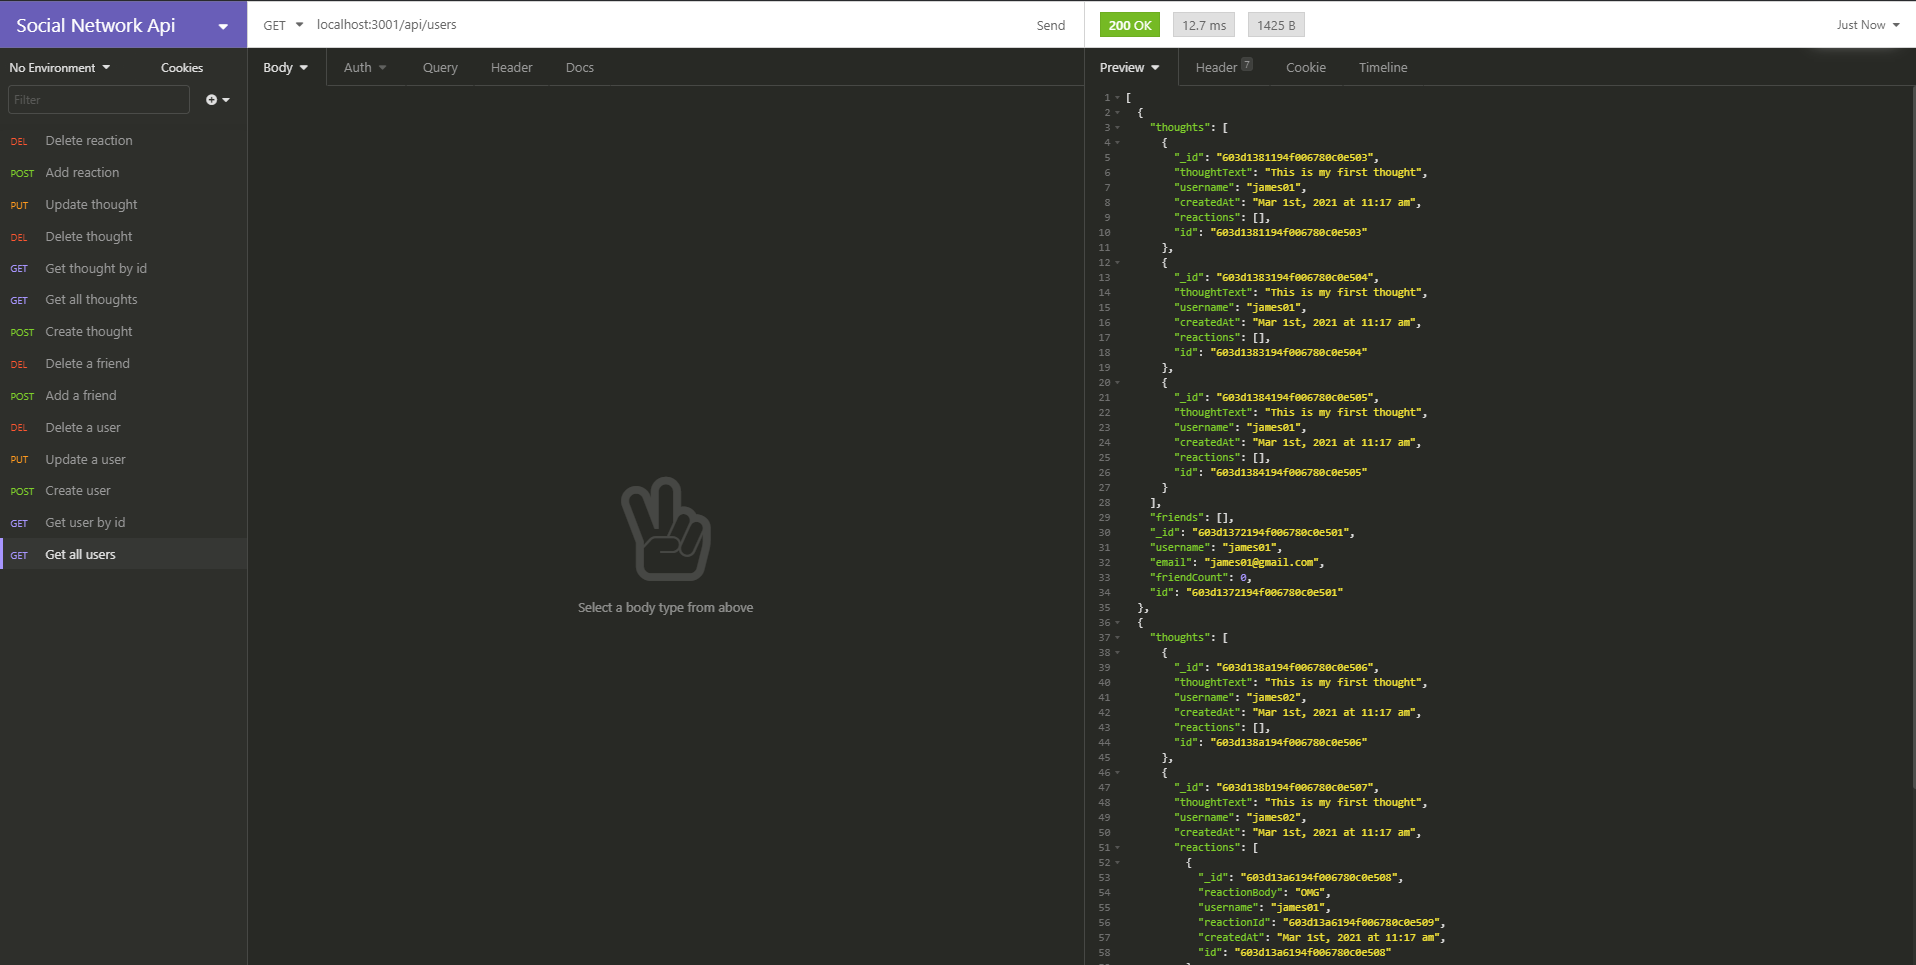 Social Network Api
GET localhost:3001/api/users Send
200 OK 12.7 ms 1425 B Just Now
No Environment Cookies
Filter
DEL Delete reaction
POST Add reaction
PUT Update thought
DEL Delete thought
GET Get thought by id
GET Get all thoughts
POST Create thought
DEL Delete a friend
POST Add a friend
DEL Delete a user
PUT Update a user
POST Create user
GET Get user by id
GET Get all users
Body Auth Query Header Docs
Select a body type from above
Preview Header 7 Cookie Timeline
1 [
2 {
3 "thoughts": [
4 {
5 "_id": "603d1381194f006780c0e503",
6 "thoughtText": "This is my first thought",
7 "username": "james01",
8 "createdAt": "Mar 1st, 2021 at 11:17 am",
9 "reactions": [],
10 "id": "603d1381194f006780c0e503"
11 },
12 {
13 "_id": "603d1383194f006780c0e504",
14 "thoughtText": "This is my first thought",
15 "username": "james01",
16 "createdAt": "Mar 1st, 2021 at 11:17 am",
17 "reactions": [],
18 "id": "603d1383194f006780c0e504"
19 },
20 {
21 "_id": "603d1384194f006780c0e505",
22 "thoughtText": "This is my first thought",
23 "username": "james01",
24 "createdAt": "Mar 1st, 2021 at 11:17 am",
25 "reactions": [],
26 "id": "603d1384194f006780c0e505"
27 }
28 ],
29 "friends": [],
30 "_id": "603d1372194f006780c0e501",
31 "username": "james01",
32 "email": "james01@gmail.com",
33 "friendCount": 0,
34 "id": "603d1372194f006780c0e501"
35 },
36 {
37 "thoughts": [
38 {
39 "_id": "603d138a194f006780c0e506",
40 "thoughtText": "This is my first thought",
41 "username": "james02",
42 "createdAt": "Mar 1st, 2021 at 11:17 am",
43 "reactions": [],
44 "id": "603d138a194f006780c0e506"
45 },
46 {
47 "_id": "603d138b194f006780c0e507",
48 "thoughtText": "This is my first thought",
49 "username": "james02",
50 "createdAt": "Mar 1st, 2021 at 11:17 am",
51 "reactions": [
52 {
53 "_id": "603d13a6194f006780c0e508",
54 "reactionBody": "OMG",
55 "username": "james01",
56 "reactionId": "603d13a6194f006780c0e509",
57 "createdAt": "Mar 1st, 2021 at 11:17 am",
58 "id": "603d13a6194f006780c0e508"